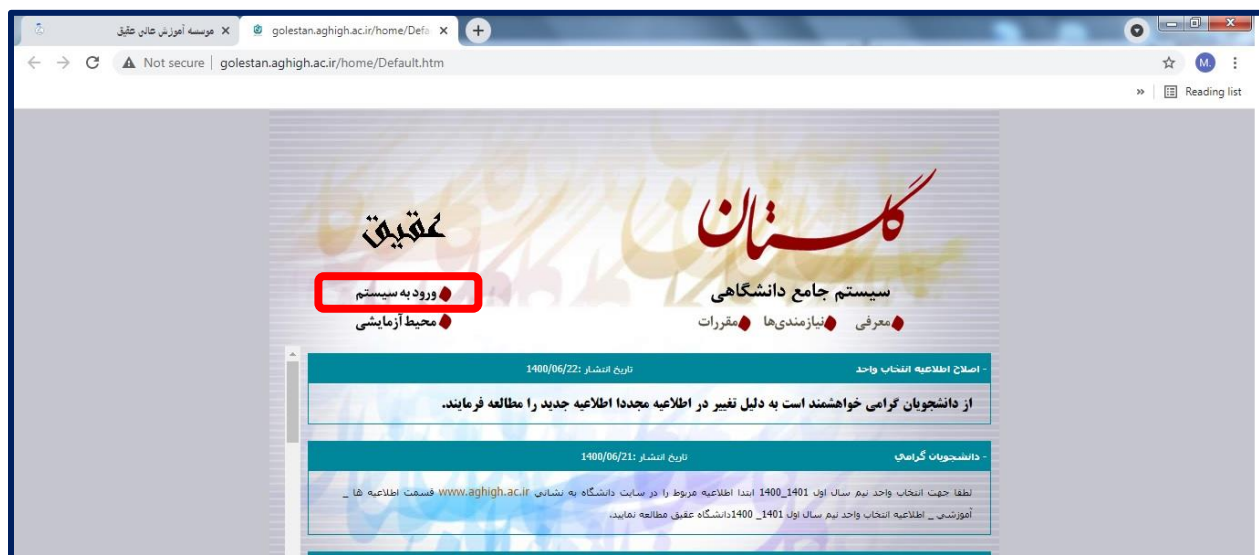 موسسه آموزش عالی عقیق
golestan.aghigh.ac.ir/home/Defa
Not secure | golestan.aghigh.ac.ir/home/Default.htm
M.
» Reading list
گلستان
عقیق
سیستم جامع دانشگاهی
ورود به سیستم
معرفی نیازمندی‌ها مقررات
محیط آزمایشی
- اصلاح اطلاعیه انتخاب واحد تاریخ انتشار :1400/06/22
از دانشجویان گرامی خواهشمند است به دلیل تغییر در اطلاعیه مجددا اطلاعیه جدید را مطالعه فرمایند.
- دانشجویان گرامي تاریخ انتشار :1400/06/21
لطفا جهت انتخاب واحد نیم سال اول 1401_1400 ابتدا اطلاعیه مربوط را در سایت دانشگاه به نشانی www.aghigh.ac.ir قسمت اطلاعیه ها _
آموزشی _ اطلاعیه انتخاب واحد نیم سال اول 1401_ 1400دانشگاه عقیق مطالعه نمایید.